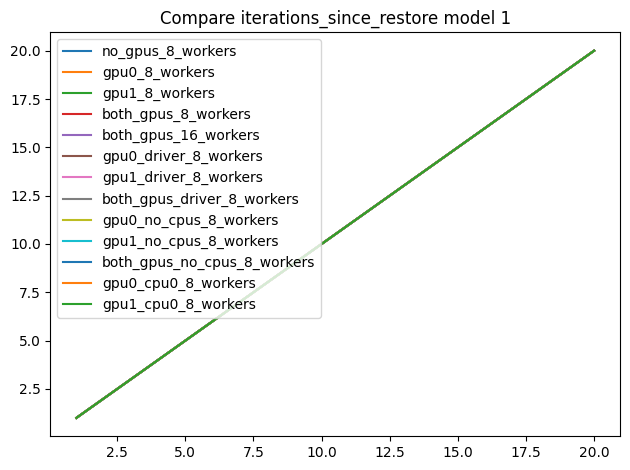 Compare iterations_since_restore model 1
20.0
17.5
15.0
12.5
10.0
7.5
5.0
2.5
no_gpus_8_workers
gpu0_8_workers
gpu1_8_workers
both_gpus_8_workers
both_gpus_16_workers
gpu0_driver_8_workers
gpu1_driver_8_workers
both_gpus_driver_8_workers
gpu0_no_cpus_8_workers
gpu1_no_cpus_8_workers
both_gpus_no_cpus_8_workers
gpu0_cpu0_8_workers
gpu1_cpu0_8_workers
2.5 5.0 7.5 10.0 12.5 15.0 17.5 20.0